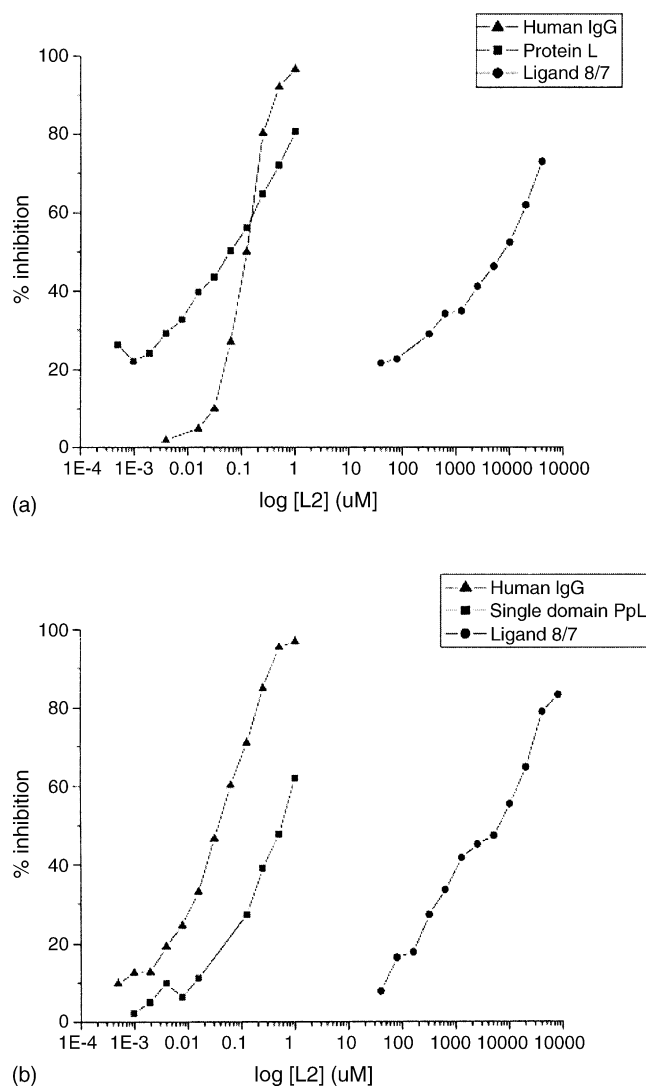 Human IgG
Protein L
Ligand 8/7
100
80
60
40
20
0
% inhibition
1E-4 1E-3 0.01 0.1 1 10 100 1000 10000 10000
log [L2] (uM]
(a)
Human IgG
Single domain PpL
Ligand 8/7
100
80
60
40
20
0
% inhibition
1E-4 1E-3 0.01 0.1 1 10 100 1000 10000 10000
log [L2] (uM]
(b)